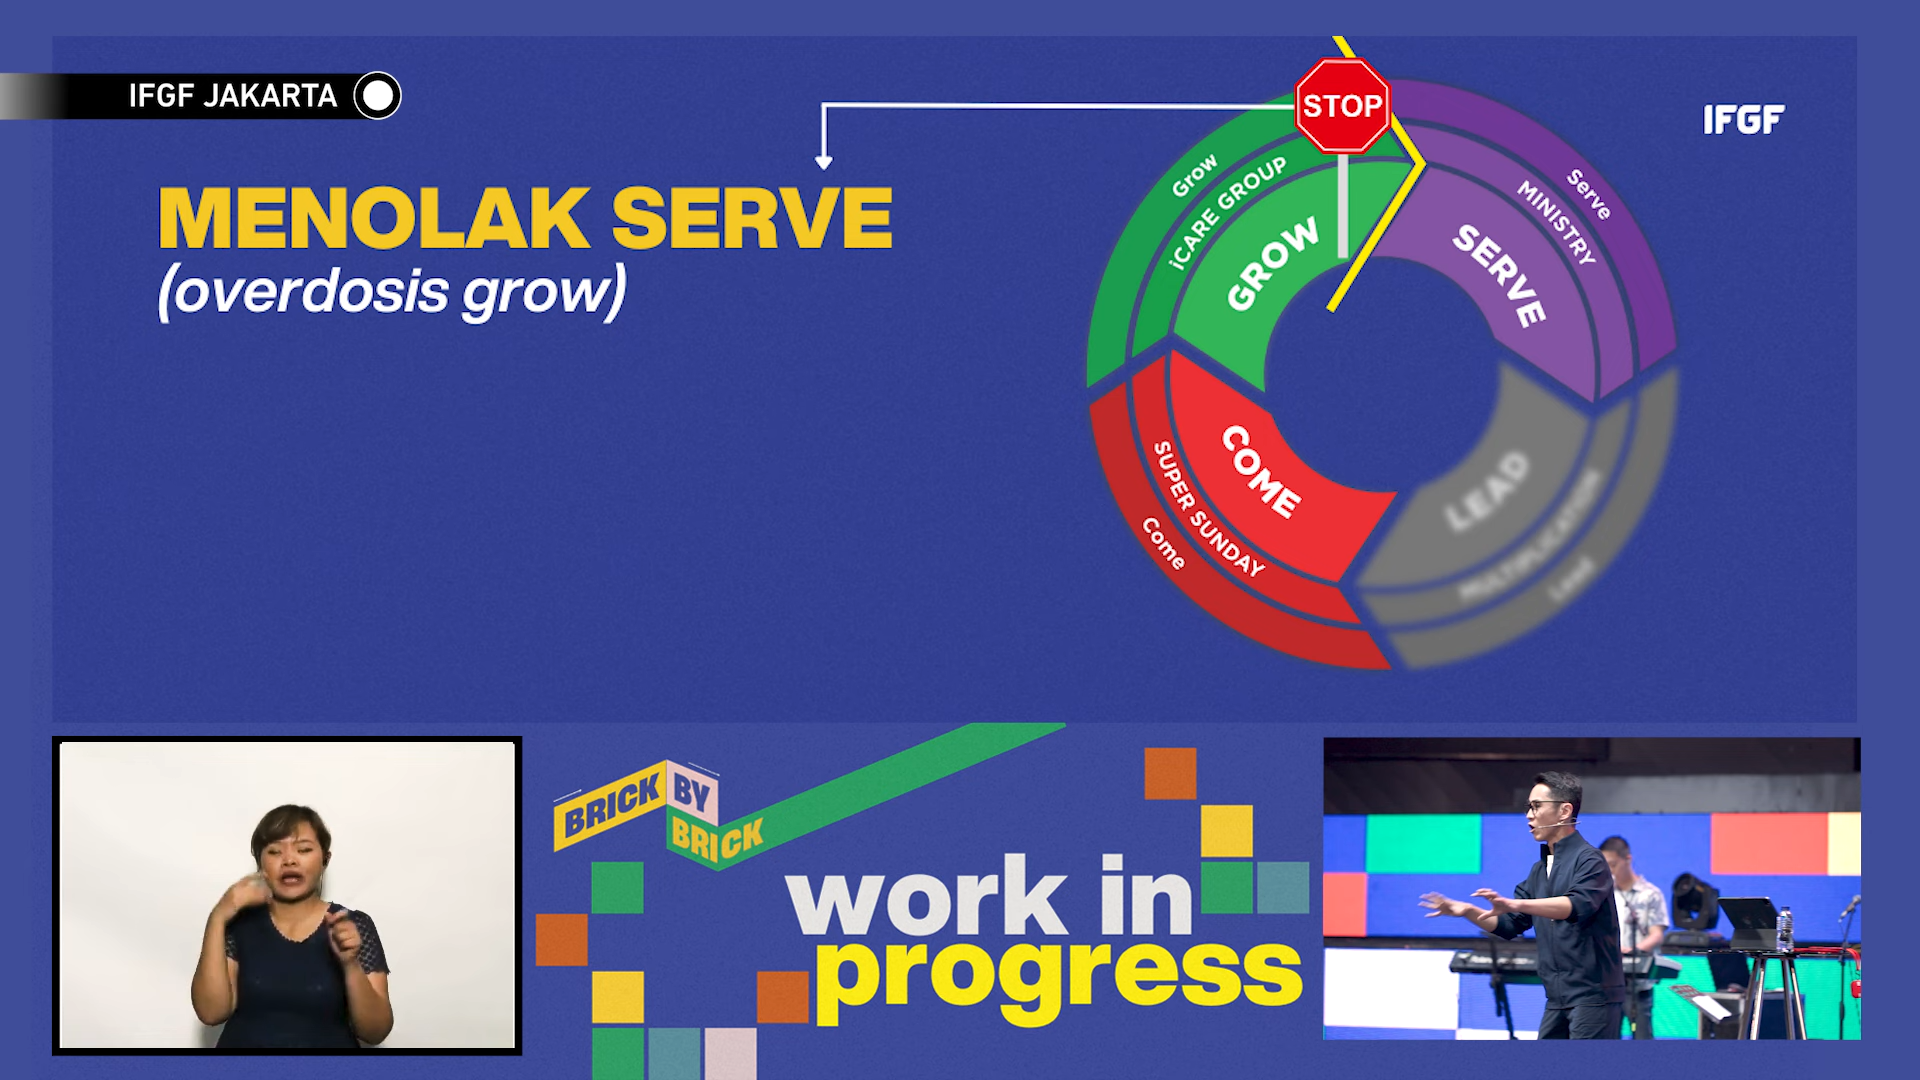 IFGF JAKARTA
IFGF
STOP
MENOLAK SERVE
(overdosis grow)
Grow
iCARE GROUP
GROW
Serve
MINISTRY
SERVE
COME
SUPER SUNDAY
Come
LEAD
MULTIPLICATION
Lead
BRICK BY
BRICK
work in
progress